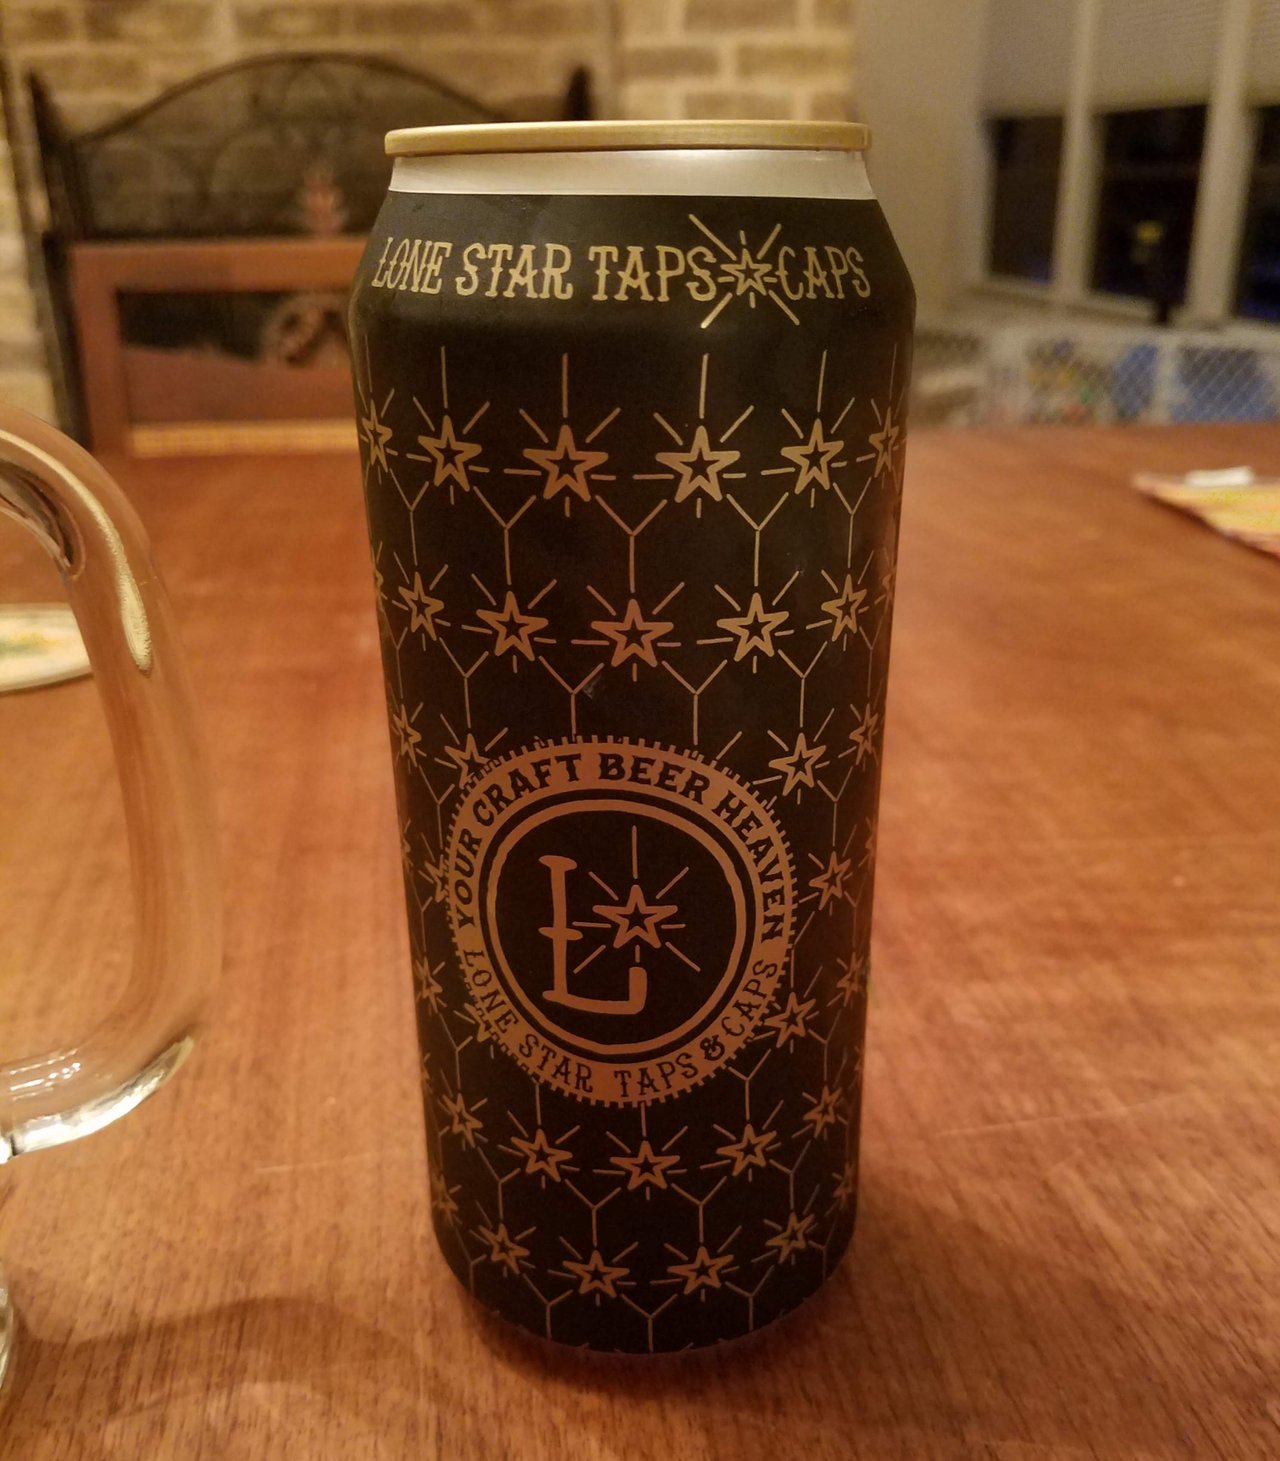 LONE STAR TAPS CAPS
YOUR CRAFT BEER HEAVEN
L
LONE STAR TAPS & CAPS